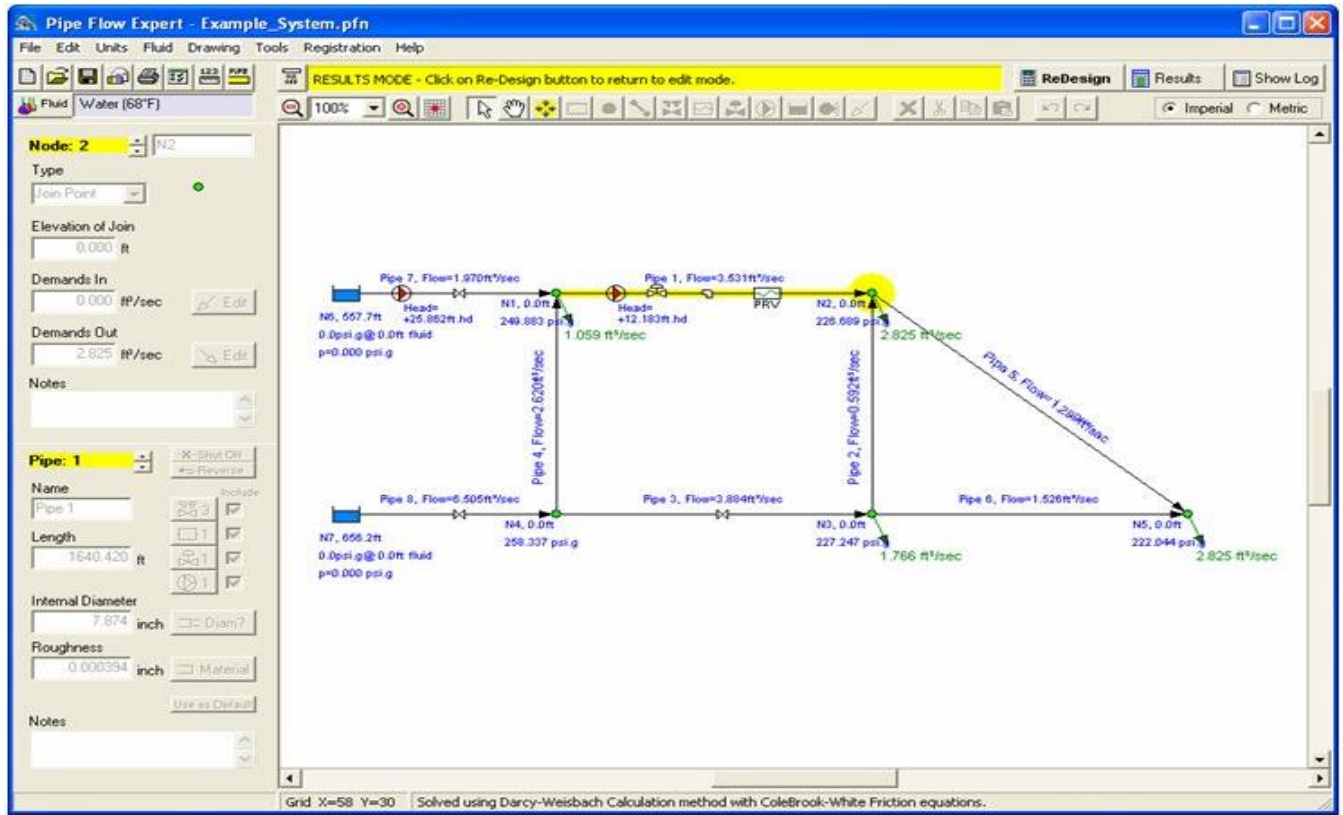 Pipe Flow Expert - Example_System.pfn
File Edit Units Fluid Drawing Tools Registration Help
RESULTS MODE - Click on Re-Design button to return to edit mode.
ReDesign Results Show Log
Fluid Water (68°F)
100%
Imperial Metric
Node: 2 N2
Type
Join Point
Elevation of Join
0.000 ft
Demands In
0.000 ft³/sec Edit
Demands Out
2.825 ft³/sec Edit
Notes
Pipe: 1
X-Shut Off
Reverse
Name
Include
Pipe 1
3
Length
1
1640.420 ft
1
1
Internal Diameter
7.874 inch Diam?
Roughness
0.000394 inch Material
Use as Default
Notes
Pipe 7, Flow=1.970ft³/sec
Head=
+25.862ft.hd
N6, 557.7ft
0.0psi.g@ 0.0ft fluid
p=0.000 psi.g
N1, 0.0ft
249.883 psi.g
1.059 ft³/sec
Pipe 1, Flow=3.531ft³/sec
Head=
+12.183ft.hd
PRV
N2, 0.0ft
226.689 psi.g
2.825 ft³/sec
Pipe 4, Flow=2.620ft³/sec
Pipe 2, Flow=0.592ft³/sec
Pipe 5, Flow=1.299ft³/sec
Pipe 8, Flow=6.505ft³/sec
N7, 656.2ft
0.0psi.g@ 0.0ft fluid
p=0.000 psi.g
N4, 0.0ft
258.337 psi.g
Pipe 3, Flow=3.884ft³/sec
N3, 0.0ft
227.247 psi.g
1.766 ft³/sec
Pipe 6, Flow=1.526ft³/sec
N5, 0.0ft
222.044 psi.g
2.825 ft³/sec
Grid X=58 Y=30 Solved using Darcy-Weisbach Calculation method with ColeBrook-White Friction equations.